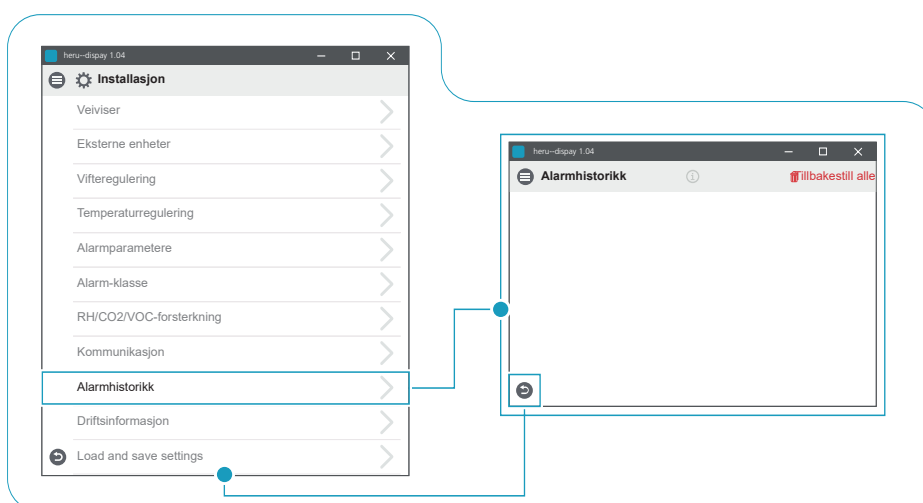 heru--dispay 1.04
Installasjon
Veiviser
Eksterne enheter
Vifteregulering
Temperaturregulering
Alarmparametere
Alarm-klasse
RH/CO2/VOC-forsterkning
Kommunikasjon
Alarmhistorikk
Driftsinformasjon
Load and save settings
heru--dispay 1.04
Alarmhistorikk
Tillbakestill alle